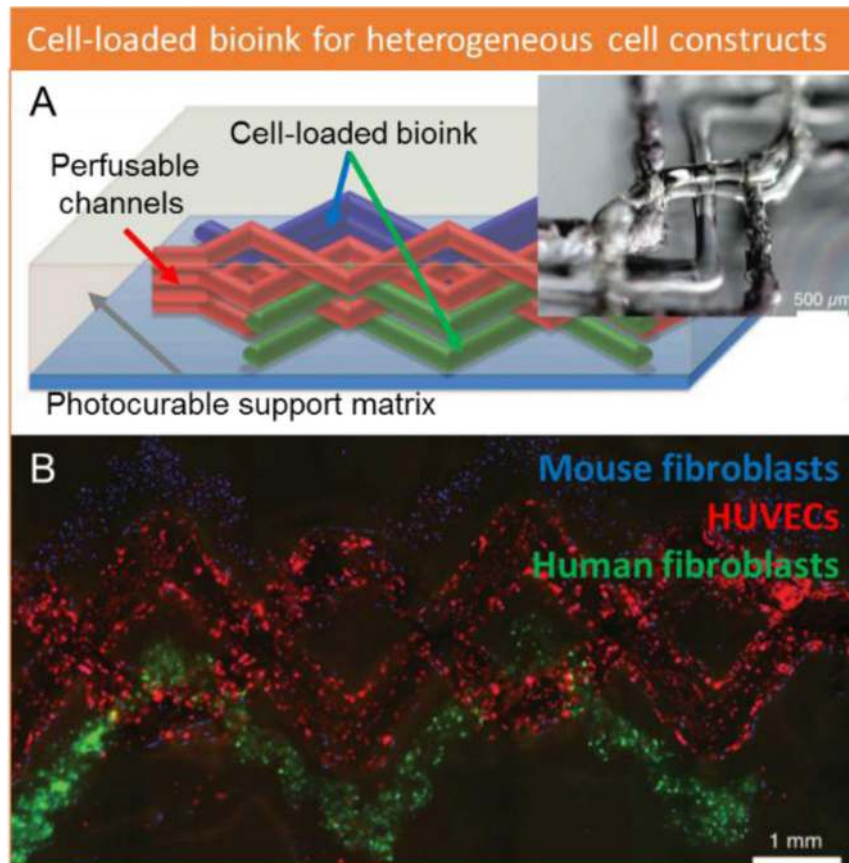 Cell-loaded bioink for heterogeneous cell constructs
A
Cell-loaded bioink
Perfusable
channels
500 µm
Photocurable support matrix
B
Mouse fibroblasts
HUVECs
Human fibroblasts
1 mm